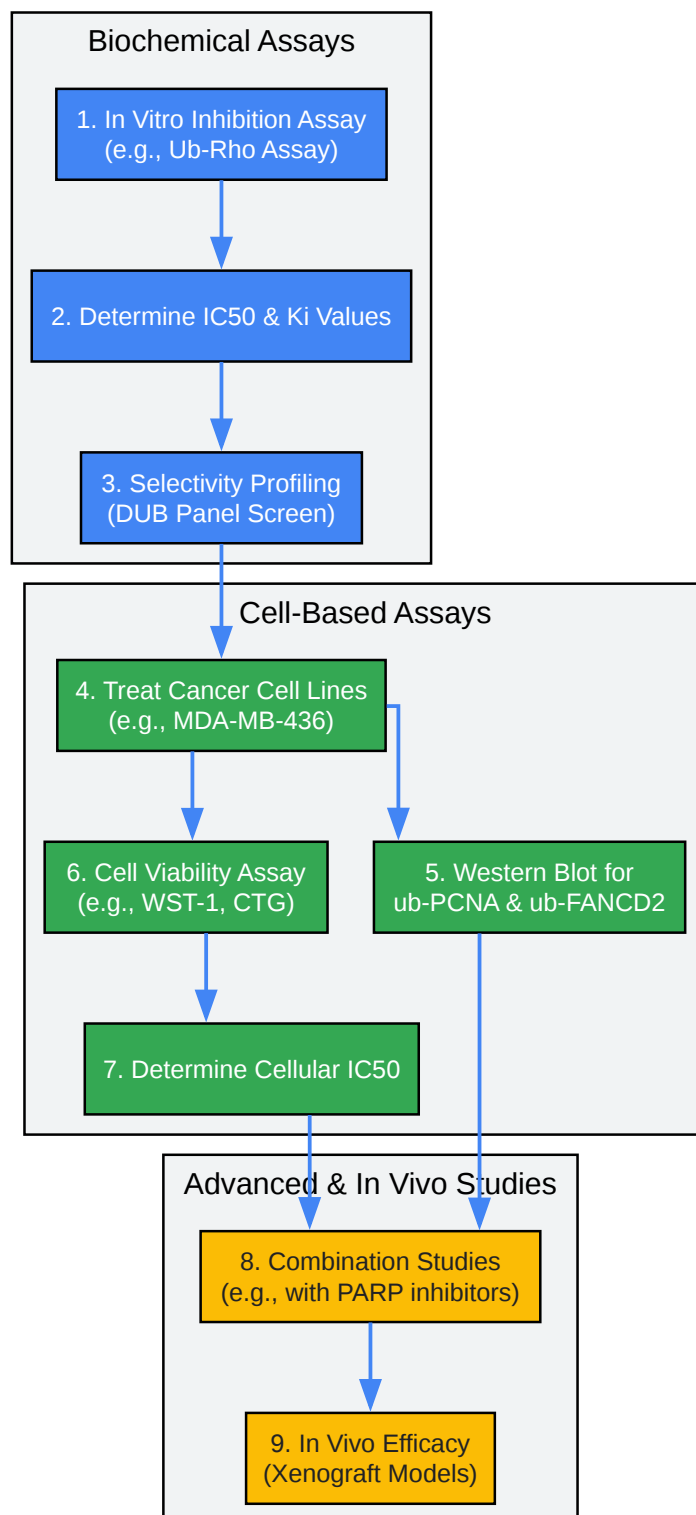 Biochemical Assays
1. In Vitro Inhibition Assay
(e.g., Ub-Rho Assay)
2. Determine IC50 & Ki Values
3. Selectivity Profiling
(DUB Panel Screen)
Cell-Based Assays
4. Treat Cancer Cell Lines
(e.g., MDA-MB-436)
6. Cell Viability Assay
(e.g., WST-1, CTG)
5. Western Blot for
ub-PCNA & ub-FANCD2
7. Determine Cellular IC50
Advanced & In Vivo Studies
8. Combination Studies
(e.g., with PARP inhibitors)
9. In Vivo Efficacy
(Xenograft Models)